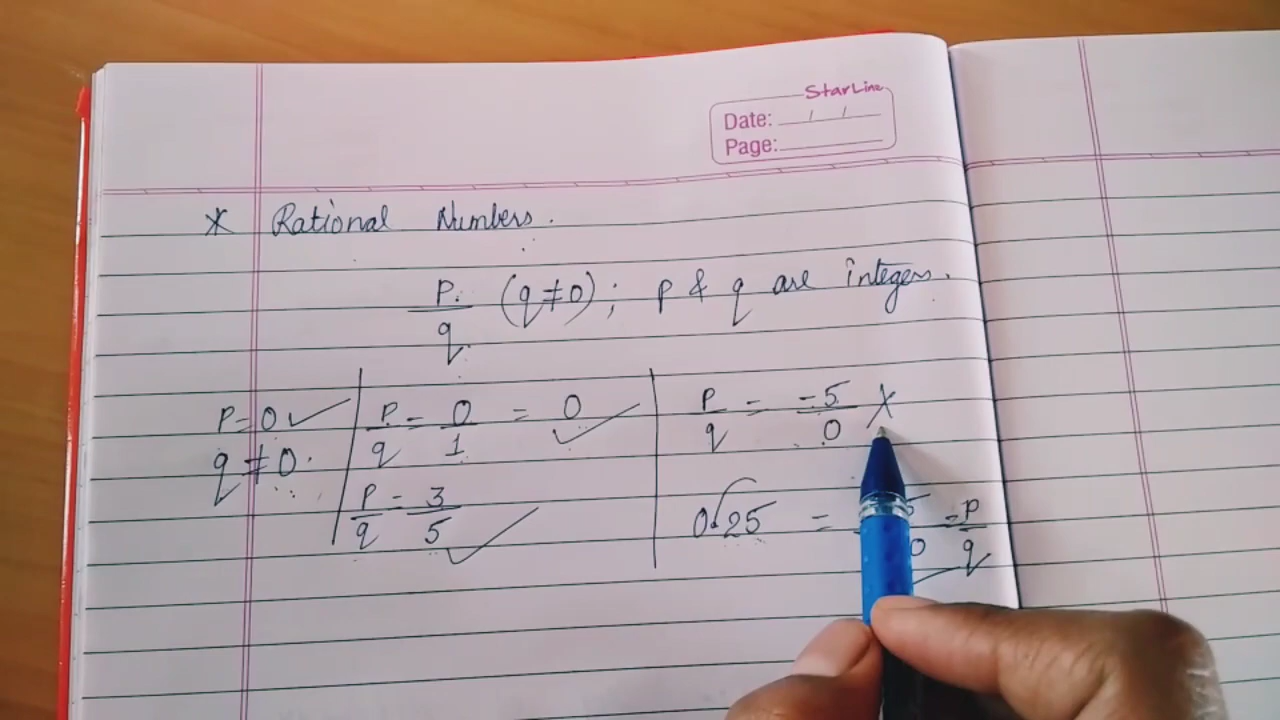 StarLine
Date: / /
Page:
* Rational Numbers.
p/q (q≠0); p & q are integers.
p=0 ✓
q≠0.
p/q = 0/1 = 0 ✓
p/q = 3/5 ✓
p/q = -5/0 X
0.25 = = p/q